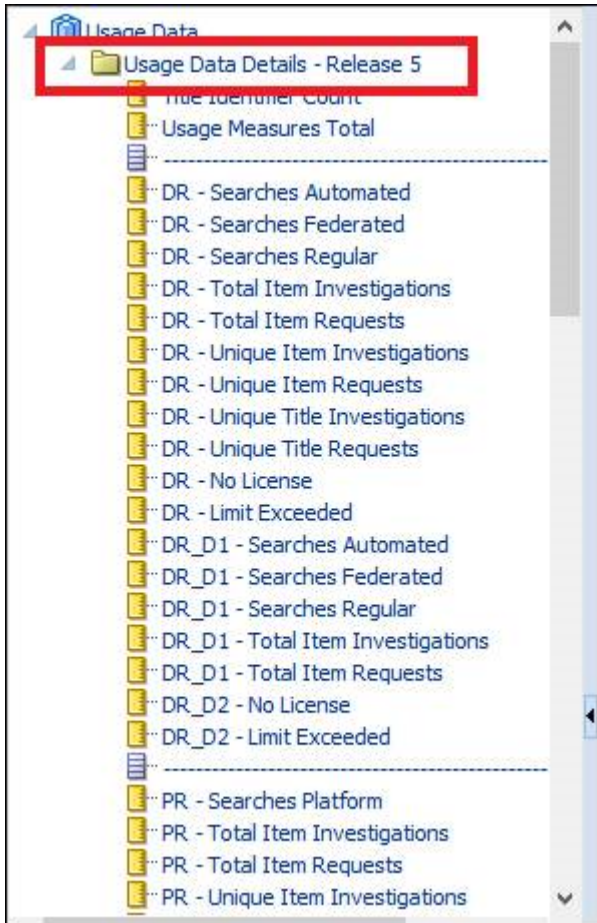 Usage Data
Usage Data Details - Release 5
Title Identifier Count
Usage Measures Total
DR - Searches Automated
DR - Searches Federated
DR - Searches Regular
DR - Total Item Investigations
DR - Total Item Requests
DR - Unique Item Investigations
DR - Unique Item Requests
DR - Unique Title Investigations
DR - Unique Title Requests
DR - No License
DR - Limit Exceeded
DR_D1 - Searches Automated
DR_D1 - Searches Federated
DR_D1 - Searches Regular
DR_D1 - Total Item Investigations
DR_D1 - Total Item Requests
DR_D2 - No License
DR_D2 - Limit Exceeded
PR - Searches Platform
PR - Total Item Investigations
PR - Total Item Requests
PR - Unique Item Investigations